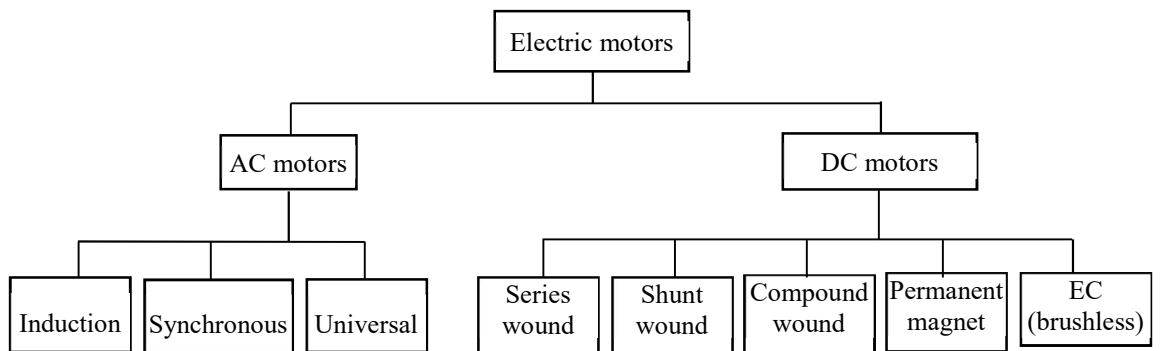 Electric motors
AC motors
DC motors
Induction
Synchronous
Universal
Series
wound
Shunt
wound
Compound
wound
Permanent
magnet
EC
(brushless)